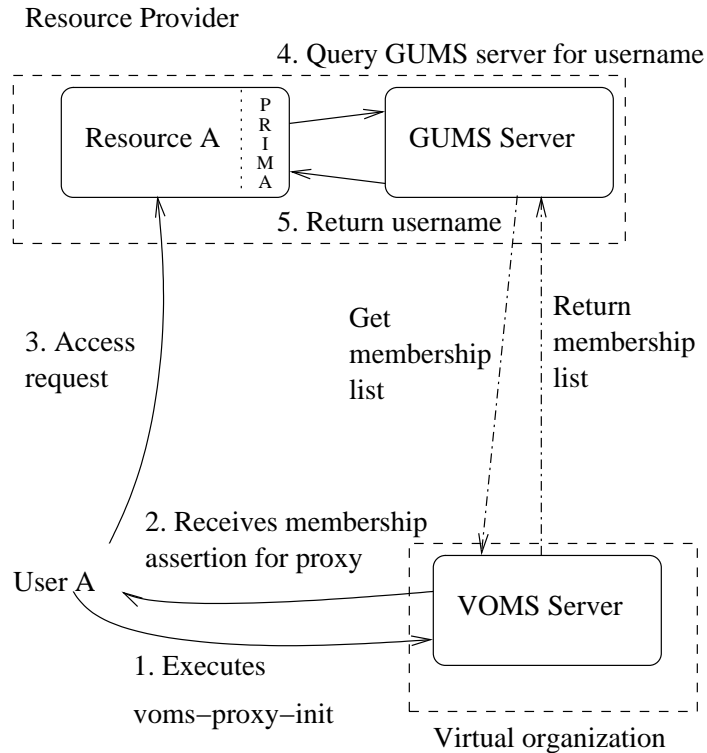 Resource Provider
4. Query GUMS server for username
Resource A
PRIMA
GUMS Server
5. Return username
3. Access
request
Get
membership
list
Return
membership
list
2. Receives membership
assertion for proxy
User A
VOMS Server
1. Executes
voms−proxy−init
Virtual organization